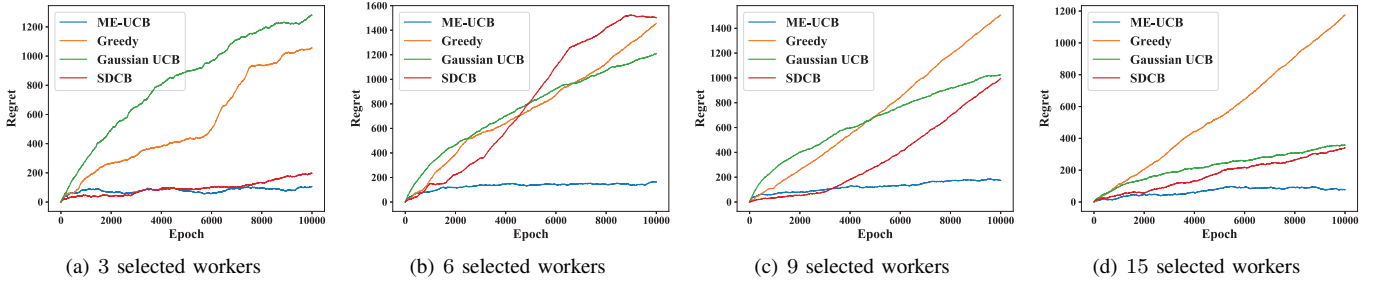 ME-UCB
Greedy
Gaussian UCB
SDCB
Regret
1200
1000
800
600
400
200
0
0 2000 4000 6000 8000 10000
Epoch
(a) 3 selected workers
ME-UCB
Greedy
Gaussian UCB
SDCB
Regret
1600
1400
1200
1000
800
600
400
200
0
0 2000 4000 6000 8000 10000
Epoch
(b) 6 selected workers
ME-UCB
Greedy
Gaussian UCB
SDCB
Regret
1400
1200
1000
800
600
400
200
0
0 2000 4000 6000 8000 10000
Epoch
(c) 9 selected workers
ME-UCB
Greedy
Gaussian UCB
SDCB
Regret
1200
1000
800
600
400
200
0
0 2000 4000 6000 8000 10000
Epoch
(d) 15 selected workers